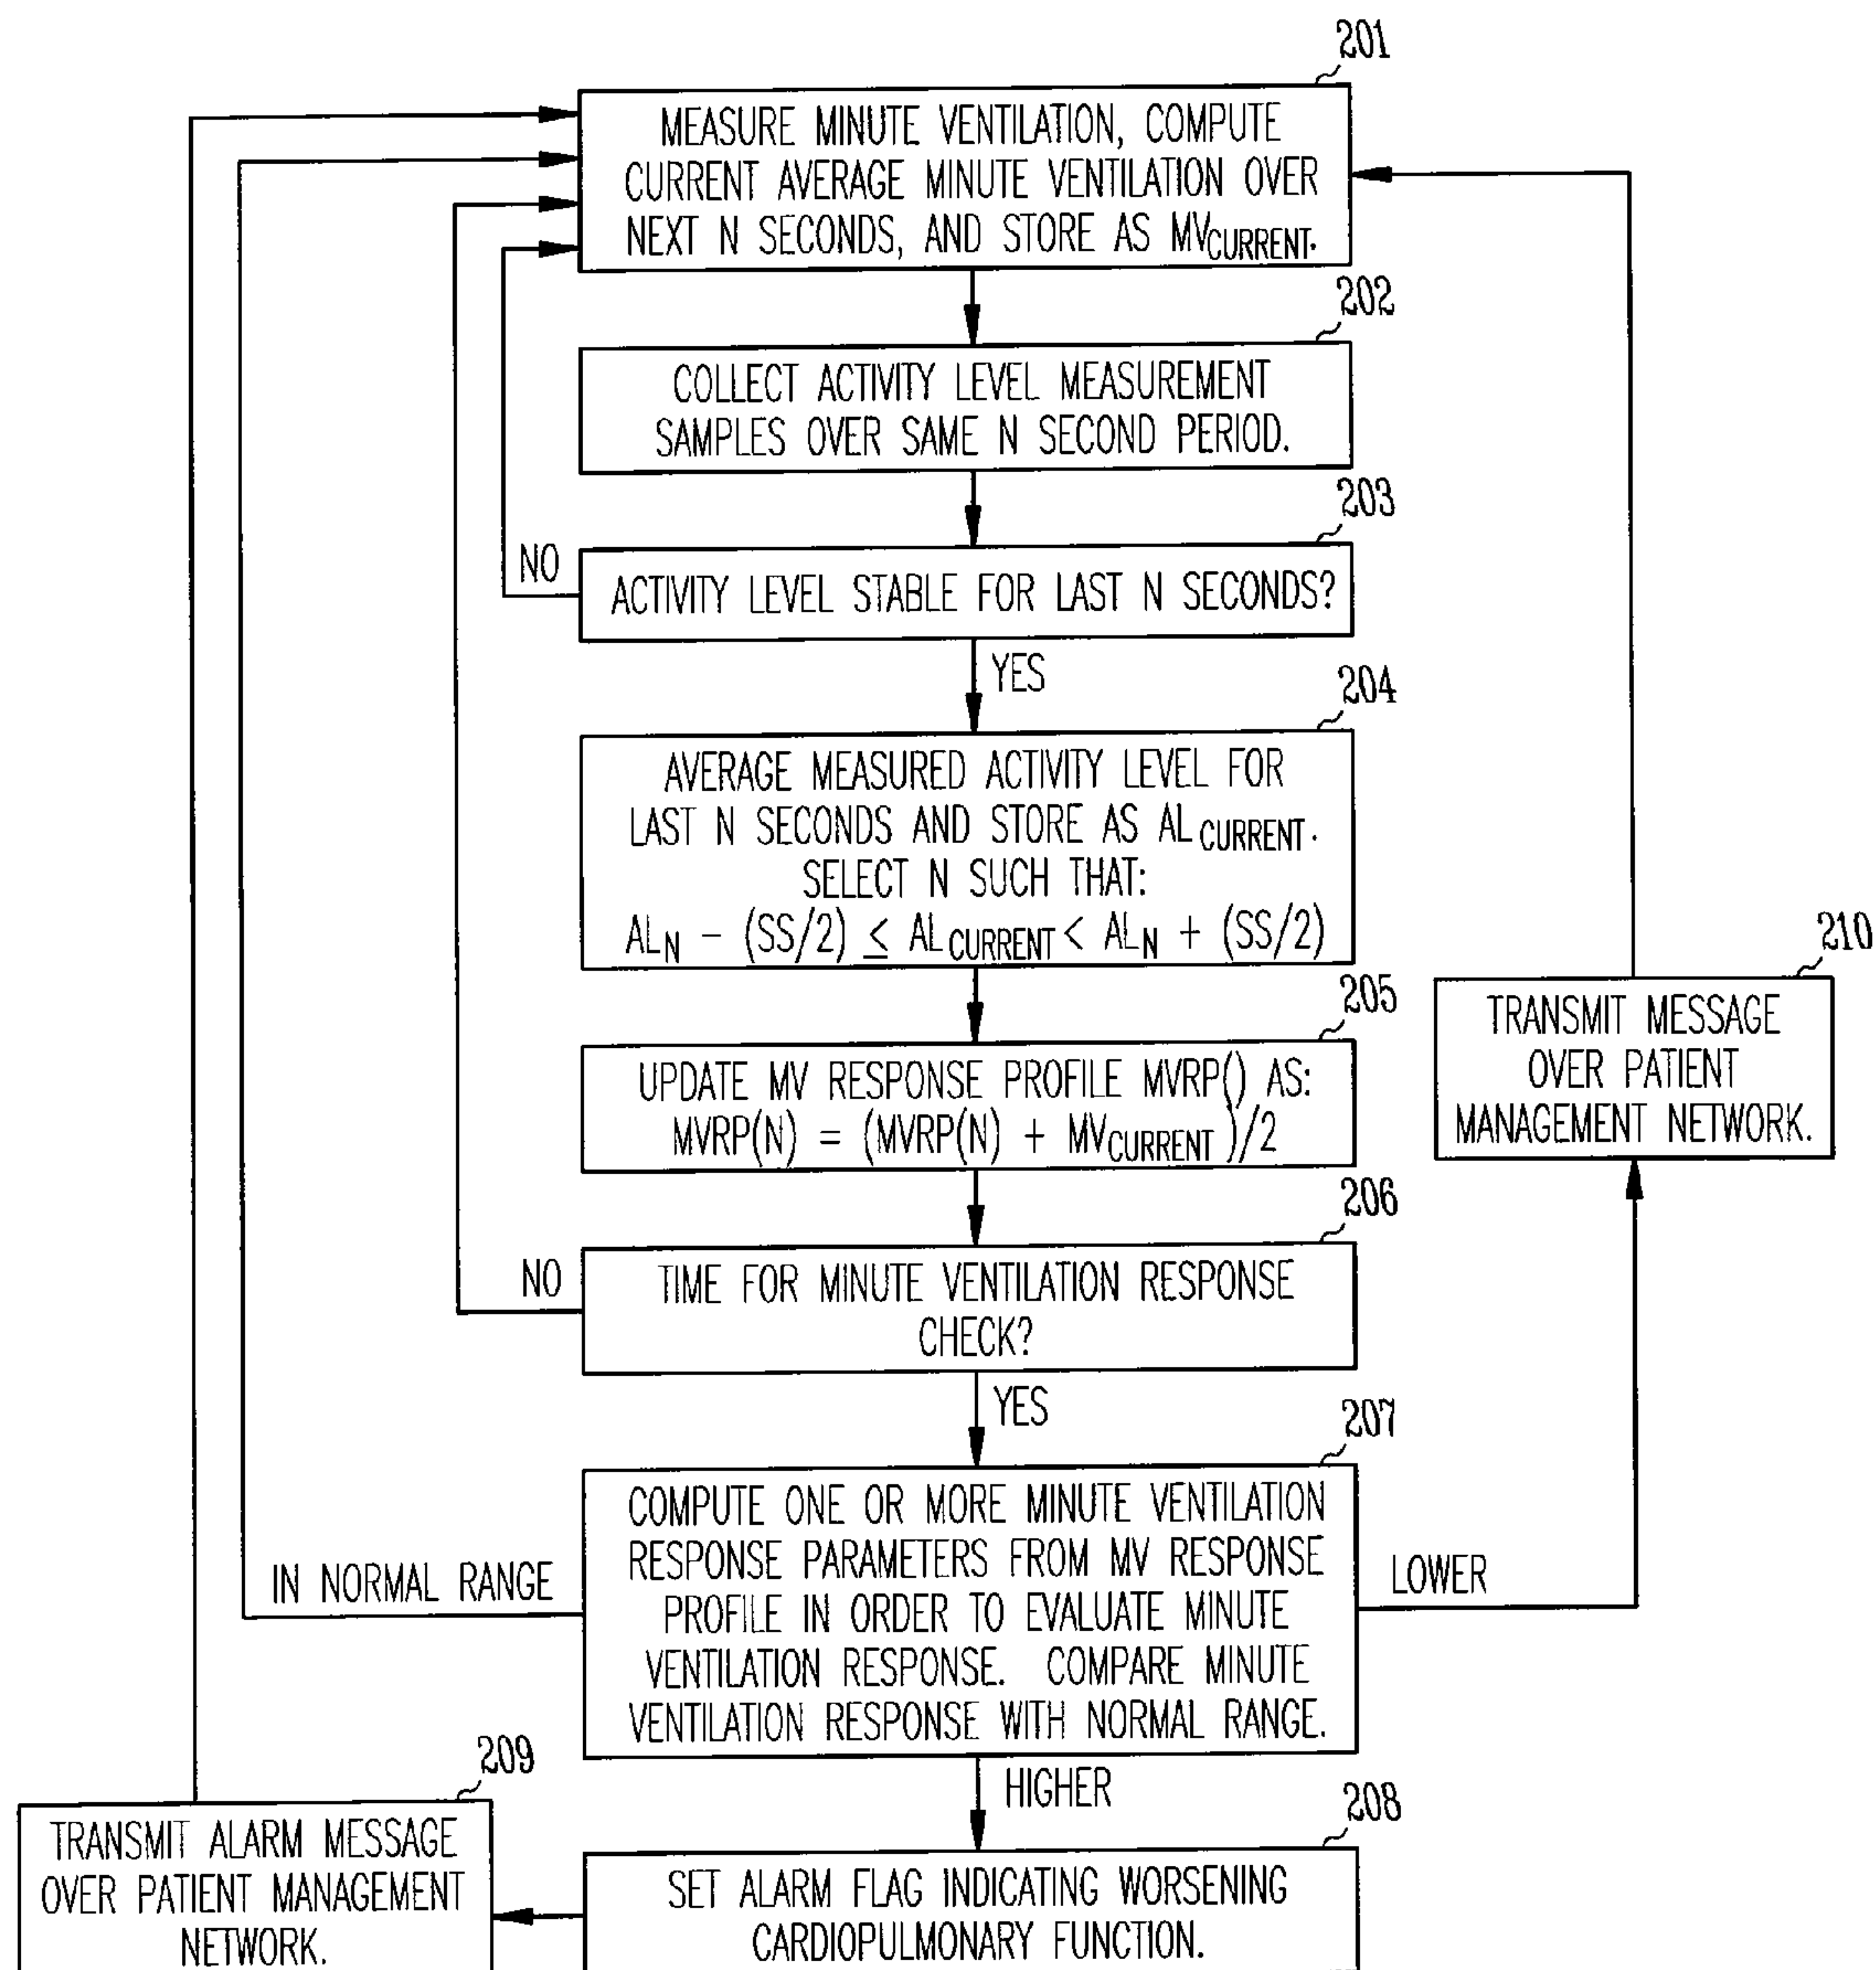 201
MEASURE MINUTE VENTILATION, COMPUTE
CURRENT AVERAGE MINUTE VENTILATION OVER
NEXT N SECONDS, AND STORE AS MVCURRENT.
202
COLLECT ACTIVITY LEVEL MEASUREMENT
SAMPLES OVER SAME N SECOND PERIOD.
203
NO
ACTIVITY LEVEL STABLE FOR LAST N SECONDS?
YES
204
AVERAGE MEASURED ACTIVITY LEVEL FOR
LAST N SECONDS AND STORE AS ALCURRENT.
SELECT N SUCH THAT:
ALN - (SS/2) ≤ ALCURRENT < ALN + (SS/2)
210
TRANSMIT MESSAGE
OVER PATIENT
MANAGEMENT NETWORK.
205
UPDATE MV RESPONSE PROFILE MVRP() AS:
MVRP(N) = (MVRP(N) + MVCURRENT)/2
206
NO
TIME FOR MINUTE VENTILATION RESPONSE
CHECK?
YES
207
COMPUTE ONE OR MORE MINUTE VENTILATION
RESPONSE PARAMETERS FROM MV RESPONSE
PROFILE IN ORDER TO EVALUATE MINUTE
VENTILATION RESPONSE. COMPARE MINUTE
VENTILATION RESPONSE WITH NORMAL RANGE.
IN NORMAL RANGE
LOWER
HIGHER
208
SET ALARM FLAG INDICATING WORSENING
CARDIOPULMONARY FUNCTION.
209
TRANSMIT ALARM MESSAGE
OVER PATIENT MANAGEMENT
NETWORK.